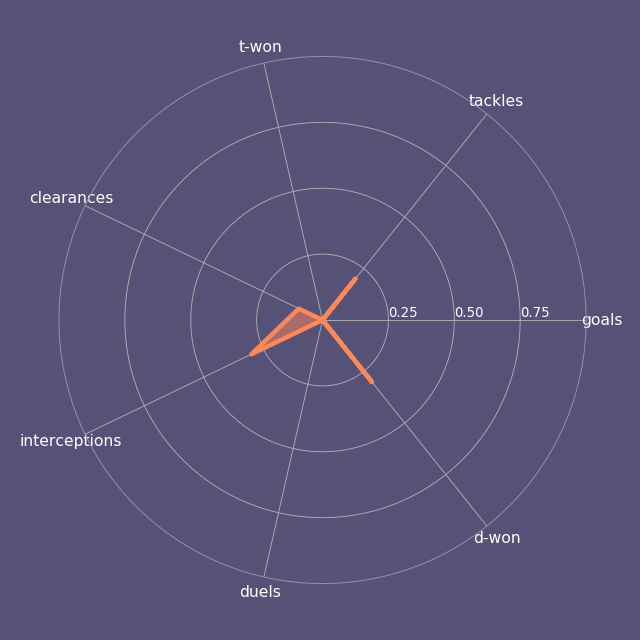 t-won
tackles
clearances
0.25
0.50
0.75
goals
interceptions
d-won
duels